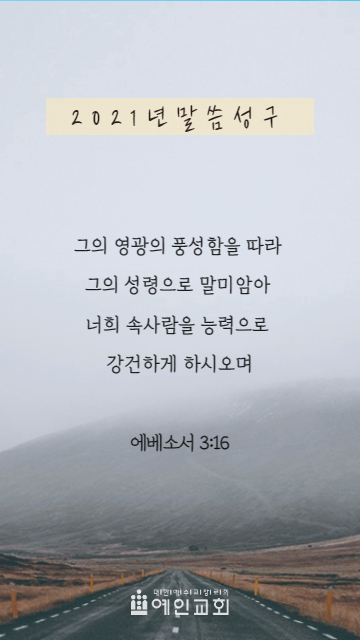 2021년말씀성구
그의 영광의 풍성함을 따라
그의 성령으로 말미암아
너희 속사람을 능력으로
강건하게 하시오며
에베소서 3:16
예인교회